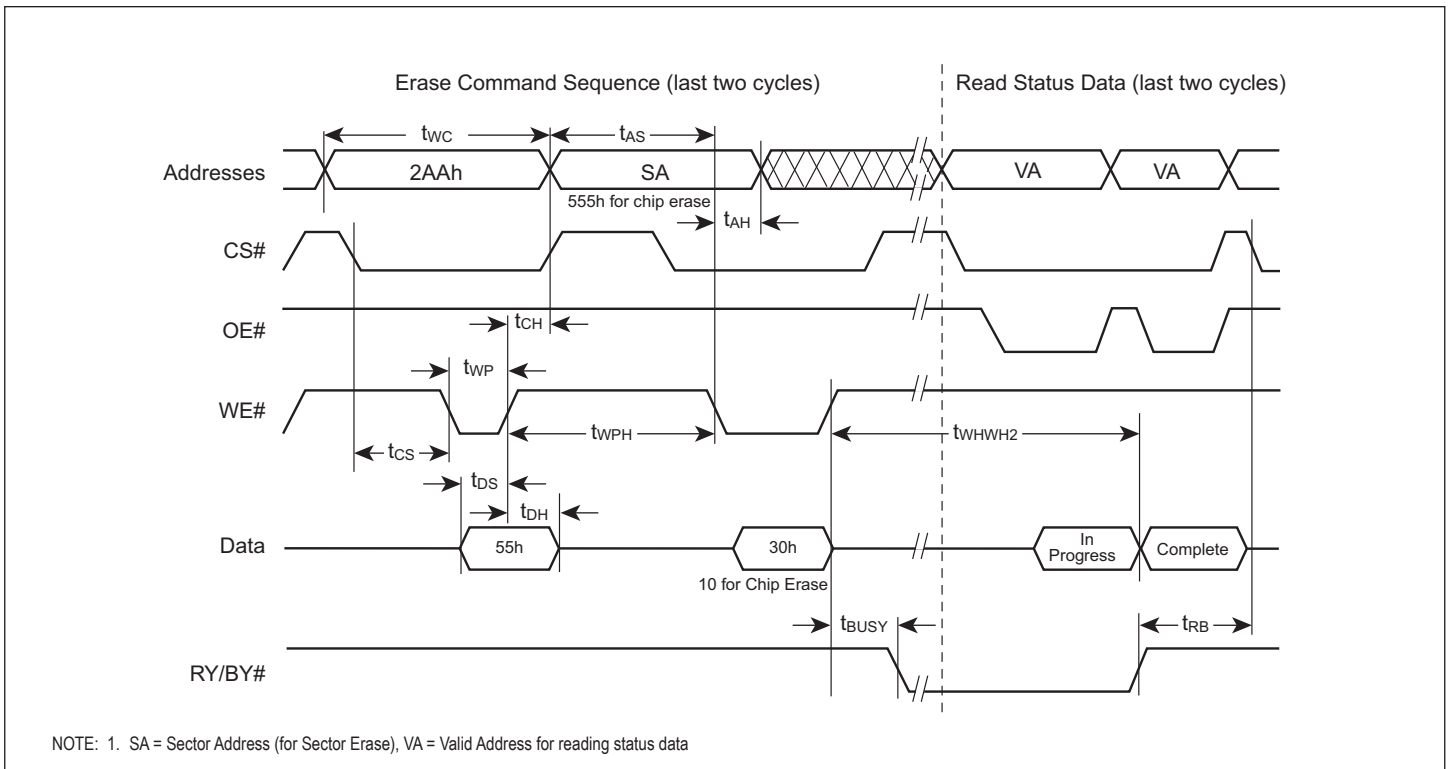 Erase Command Sequence (last two cycles)
Read Status Data (last two cycles)
tWC
tAS
Addresses
2AAh
SA
VA
VA
555h for chip erase
tAH
CS#
OE#
tCH
tWP
WE#
tWPH
tWHWH2
tCS
tDS
tDH
Data
55h
30h
In
Progress
Complete
10 for Chip Erase
tBUSY
tRB
RY/BY#
NOTE: 1. SA = Sector Address (for Sector Erase), VA = Valid Address for reading status data